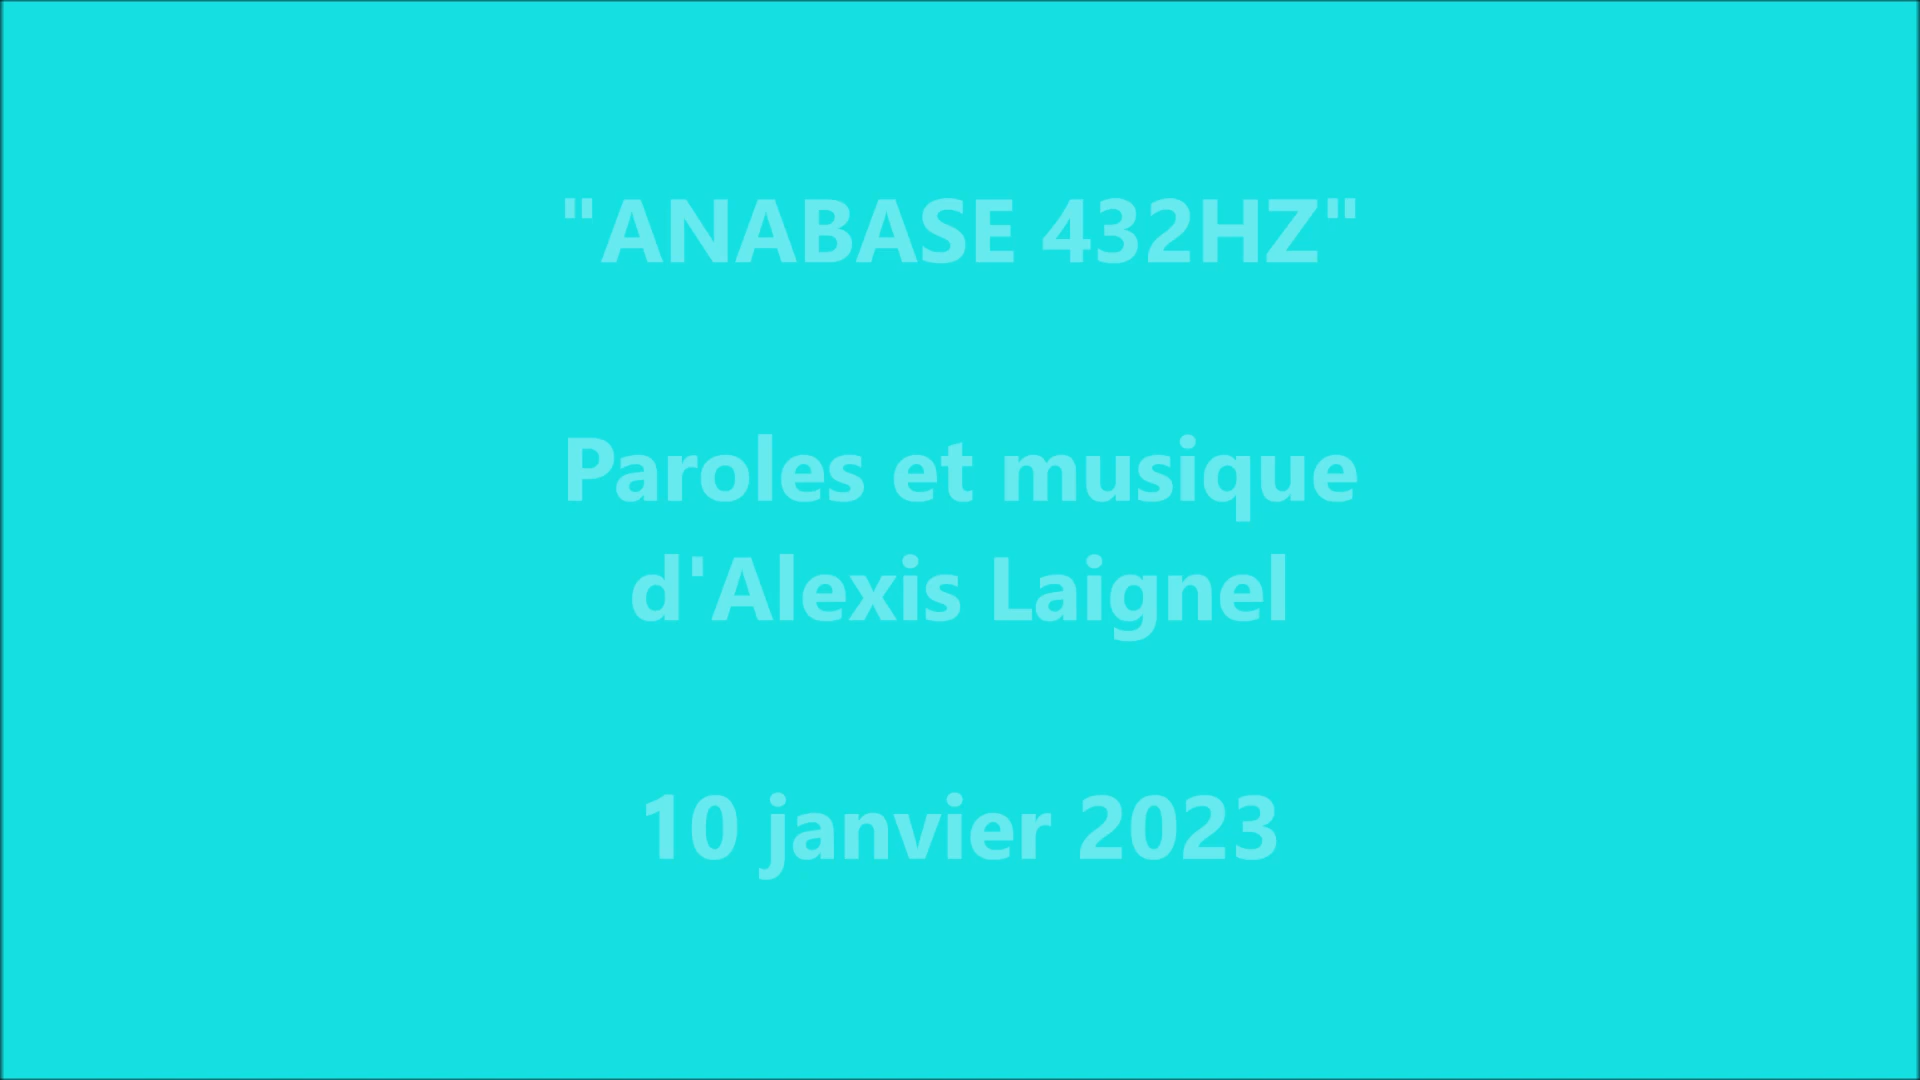 "ANABASE 432HZ"
Paroles et musique
d'Alexis Laignel
10 janvier 2023